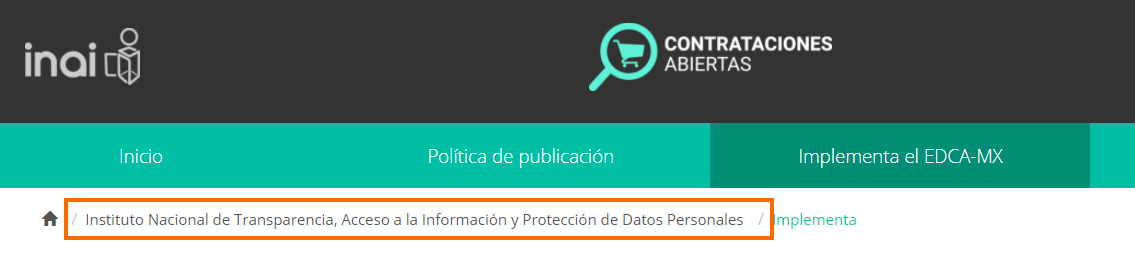 inai
CONTRATACIONES
ABIERTAS
Inicio Política de publicación Implementa el EDCA-MX
/ Instituto Nacional de Transparencia, Acceso a la Información y Protección de Datos Personales / Implementa